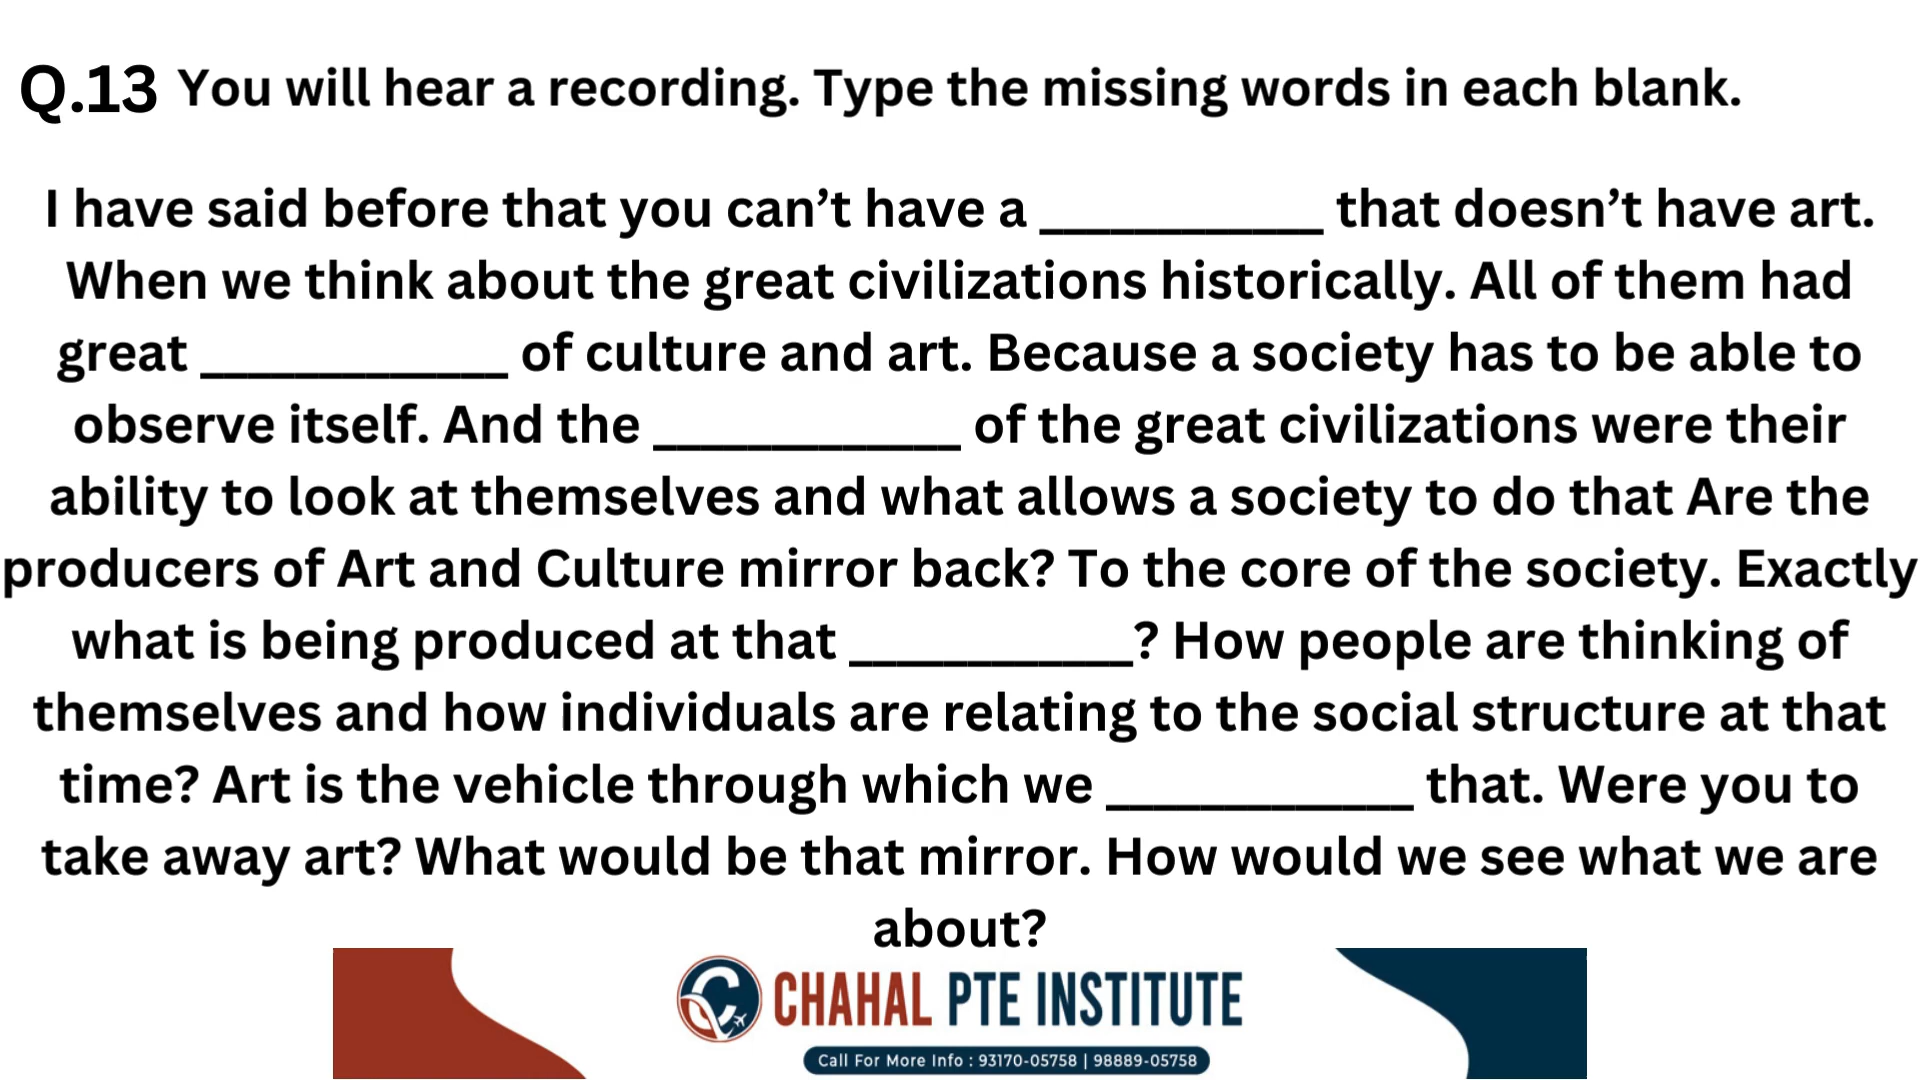 Q.13 You will hear a recording. Type the missing words in each blank.
I have said before that you can’t have a ____________ that doesn’t have art.
When we think about the great civilizations historically. All of them had
great _____________ of culture and art. Because a society has to be able to
observe itself. And the _____________ of the great civilizations were their
ability to look at themselves and what allows a society to do that Are the
producers of Art and Culture mirror back? To the core of the society. Exactly
what is being produced at that ____________? How people are thinking of
themselves and how individuals are relating to the social structure at that
time? Art is the vehicle through which we _____________ that. Were you to
take away art? What would be that mirror. How would we see what we are
about?
CHAHAL PTE INSTITUTE
Call For More Info : 93170-05758 | 98889-05758